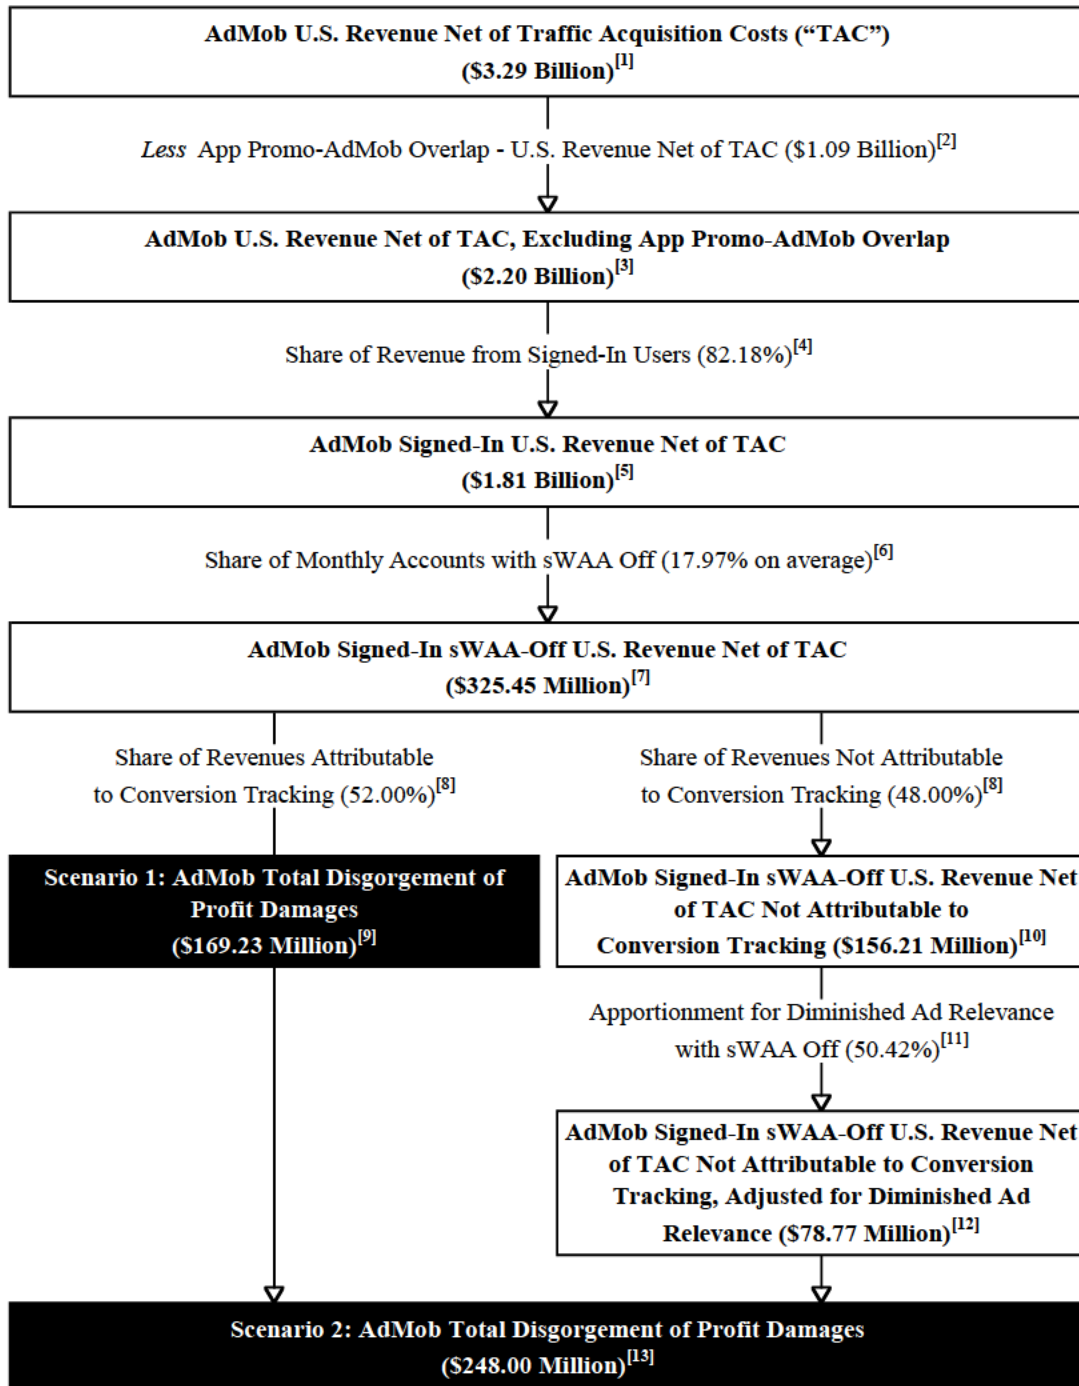 AdMob U.S. Revenue Net of Traffic Acquisition Costs (“TAC”)
($3.29 Billion)[1]
Less App Promo-AdMob Overlap - U.S. Revenue Net of TAC ($1.09 Billion)[2]
AdMob U.S. Revenue Net of TAC, Excluding App Promo-AdMob Overlap
($2.20 Billion)[3]
Share of Revenue from Signed-In Users (82.18%)[4]
AdMob Signed-In U.S. Revenue Net of TAC
($1.81 Billion)[5]
Share of Monthly Accounts with sWAA Off (17.97% on average)[6]
AdMob Signed-In sWAA-Off U.S. Revenue Net of TAC
($325.45 Million)[7]
Share of Revenues Attributable
to Conversion Tracking (52.00%)[8]
Share of Revenues Not Attributable
to Conversion Tracking (48.00%)[8]
Scenario 1: AdMob Total Disgorgement of
Profit Damages
($169.23 Million)[9]
AdMob Signed-In sWAA-Off U.S. Revenue Net
of TAC Not Attributable to
Conversion Tracking ($156.21 Million)[10]
Apportionment for Diminished Ad Relevance
with sWAA Off (50.42%)[11]
AdMob Signed-In sWAA-Off U.S. Revenue Net
of TAC Not Attributable to Conversion
Tracking, Adjusted for Diminished Ad
Relevance ($78.77 Million)[12]
Scenario 2: AdMob Total Disgorgement of Profit Damages
($248.00 Million)[13]